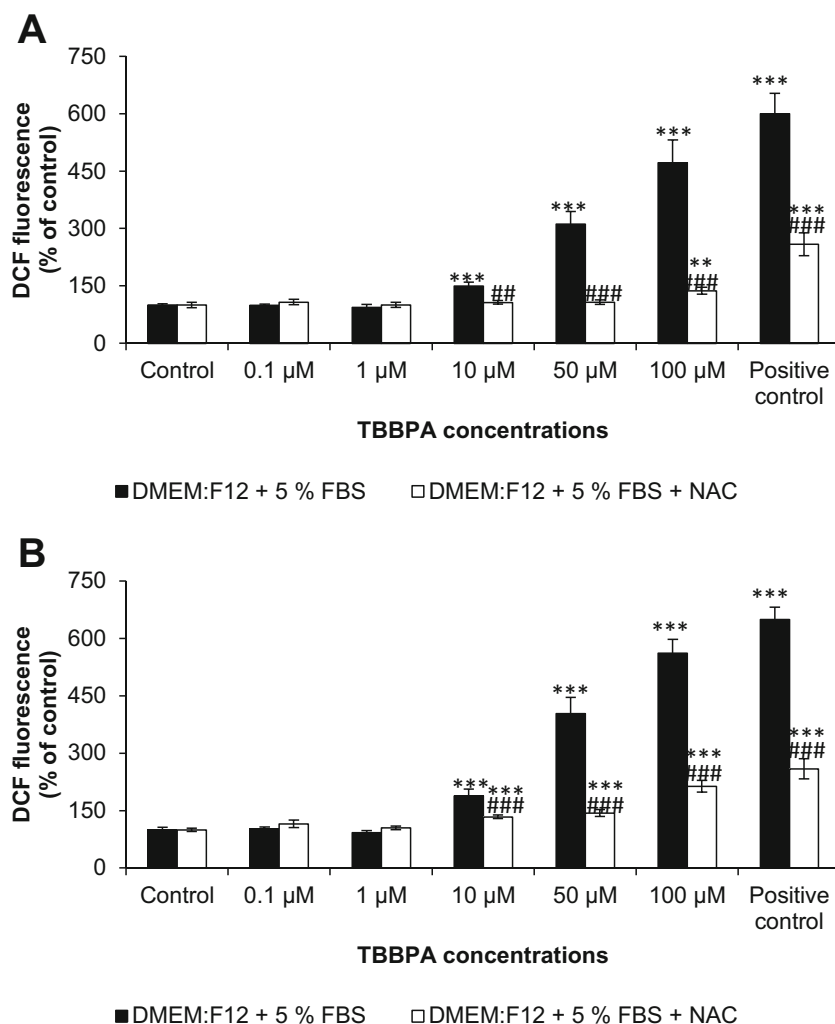 A
750
600
450
300
150
0
DCF fluorescence
(% of control)
***
***
***
***
###
**
###
***
##
###
Control 0.1 µM 1 µM 10 µM 50 µM 100 µM Positive control
TBBPA concentrations
DMEM:F12 + 5 % FBS DMEM:F12 + 5 % FBS + NAC
B
750
600
450
300
150
0
DCF fluorescence
(% of control)
***
***
***
***
###
***
###
*** ***
###
***
###
Control 0.1 µM 1 µM 10 µM 50 µM 100 µM Positive control
TBBPA concentrations
DMEM:F12 + 5 % FBS DMEM:F12 + 5 % FBS + NAC